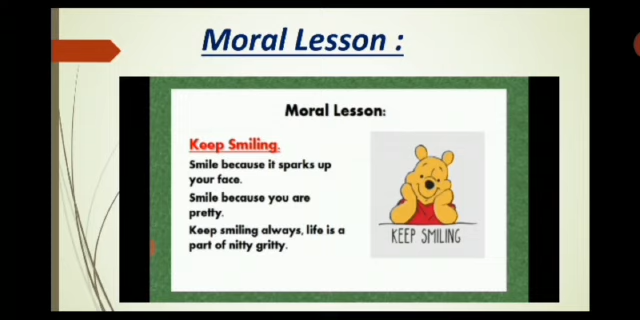 Moral Lesson :
Moral Lesson:
Keep Smiling.
Smile because it sparks up
your face.
Smile because you are
pretty.
Keep smiling always, life is a
part of nitty gritty.
KEEP SMILING